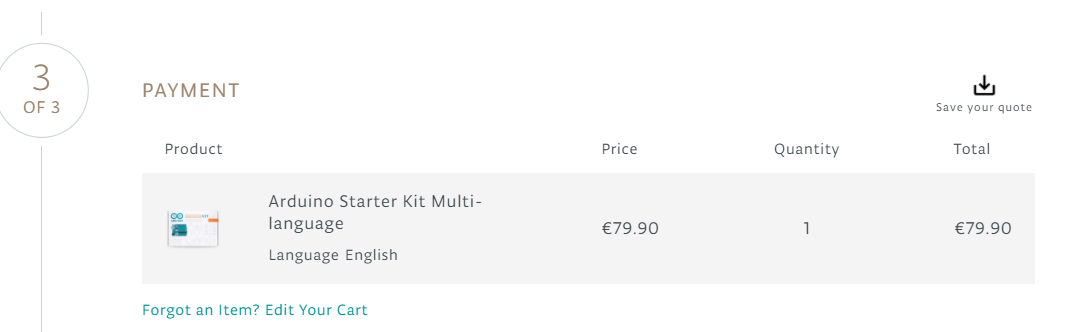 3
OF 3
PAYMENT
Save your quote
Product Price Quantity Total
Arduino Starter Kit Multi-
language
€79.90 1 €79.90
Language English
Forgot an Item? Edit Your Cart